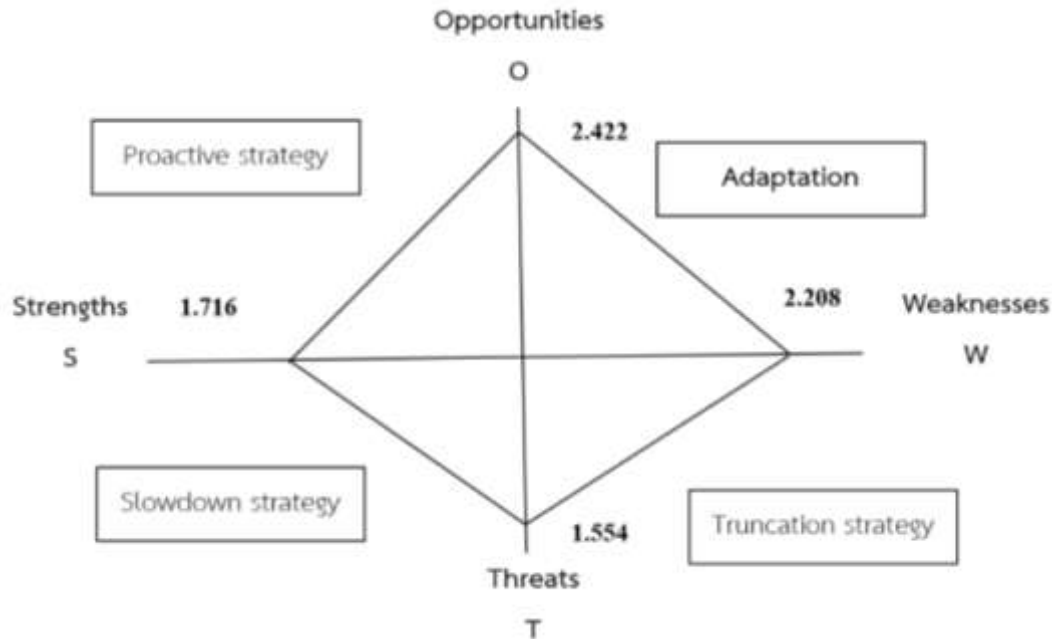 Opportunities
O
2.422
Proactive strategy
Adaptation
Strengths
1.716
2.208
Weaknesses
S
W
Slowdown strategy
Truncation strategy
1.554
Threats
T